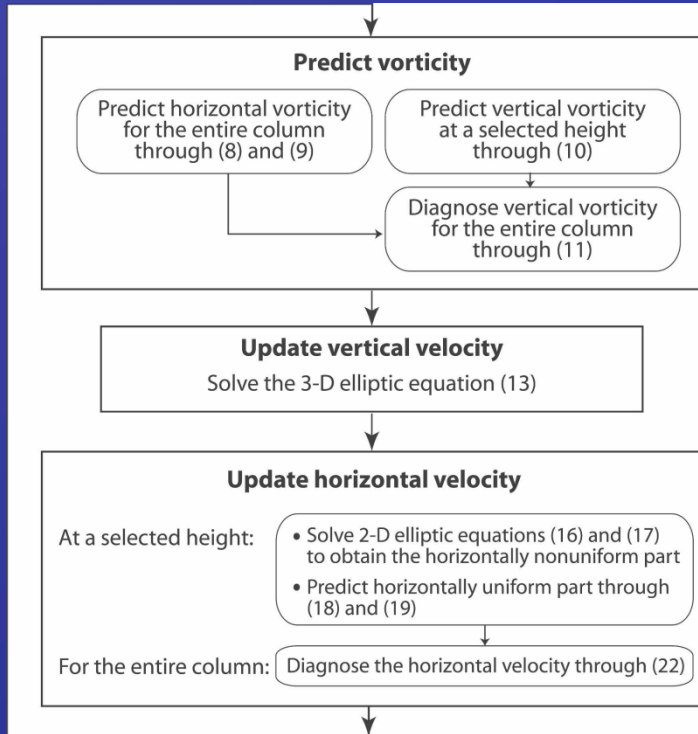 Predict vorticity
Predict horizontal vorticity
for the entire column
through (8) and (9)
Predict vertical vorticity
at a selected height
through (10)
Diagnose vertical vorticity
for the entire column
through (11)
Update vertical velocity
Solve the 3-D elliptic equation (13)
Update horizontal velocity
At a selected height:
• Solve 2-D elliptic equations (16) and (17)
to obtain the horizontally nonuniform part
• Predict horizontally uniform part through
(18) and (19)
For the entire column:
Diagnose the horizontal velocity through (22)